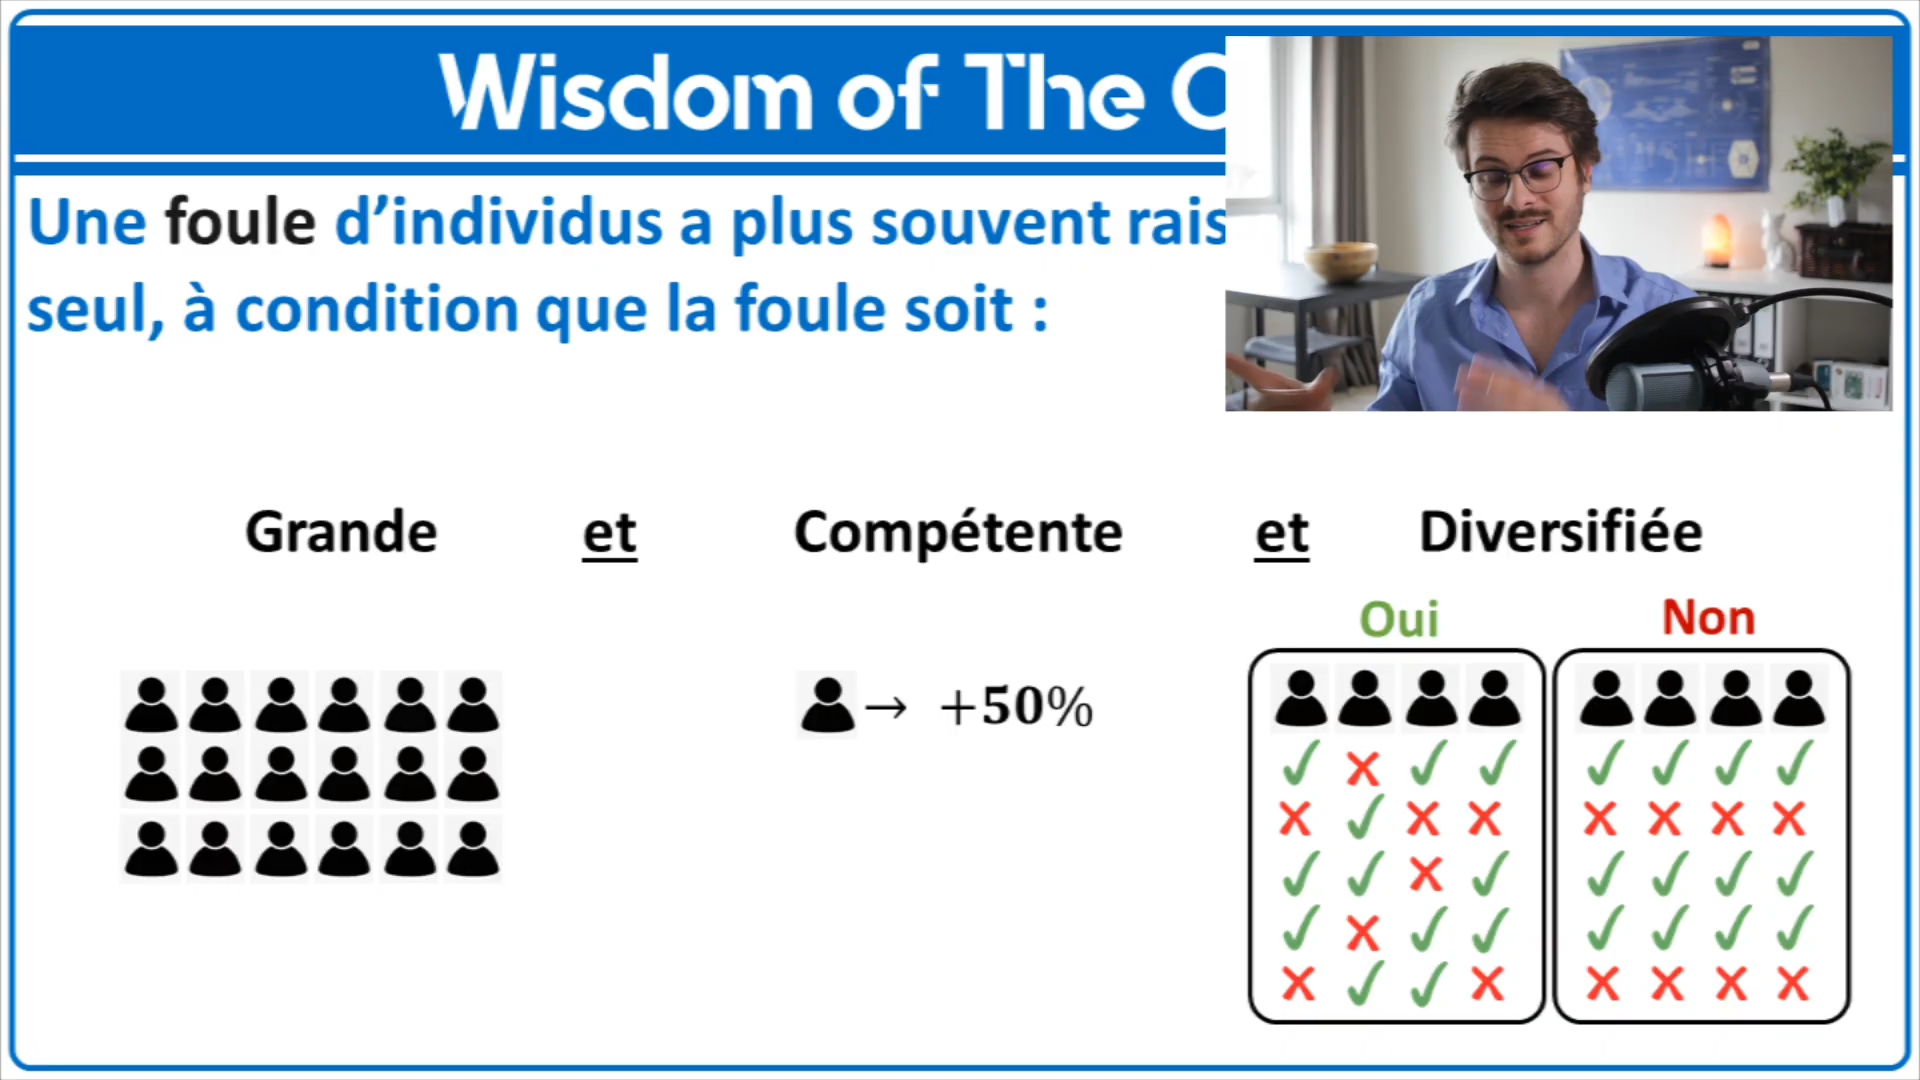 Wisdom of The
Une foule d’individus a plus souvent
seul, à condition que la foule soit :
Grande et Compétente et Diversifiée
Oui Non
→ +50%